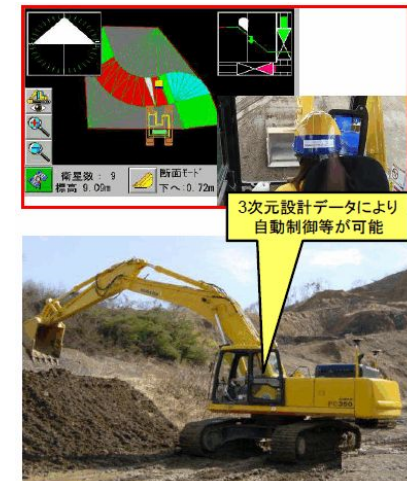 衛星数： 9
標高 9.09m
断面モード
下へ：0.72m
3次元設計データにより
自動制御等が可能
PC350